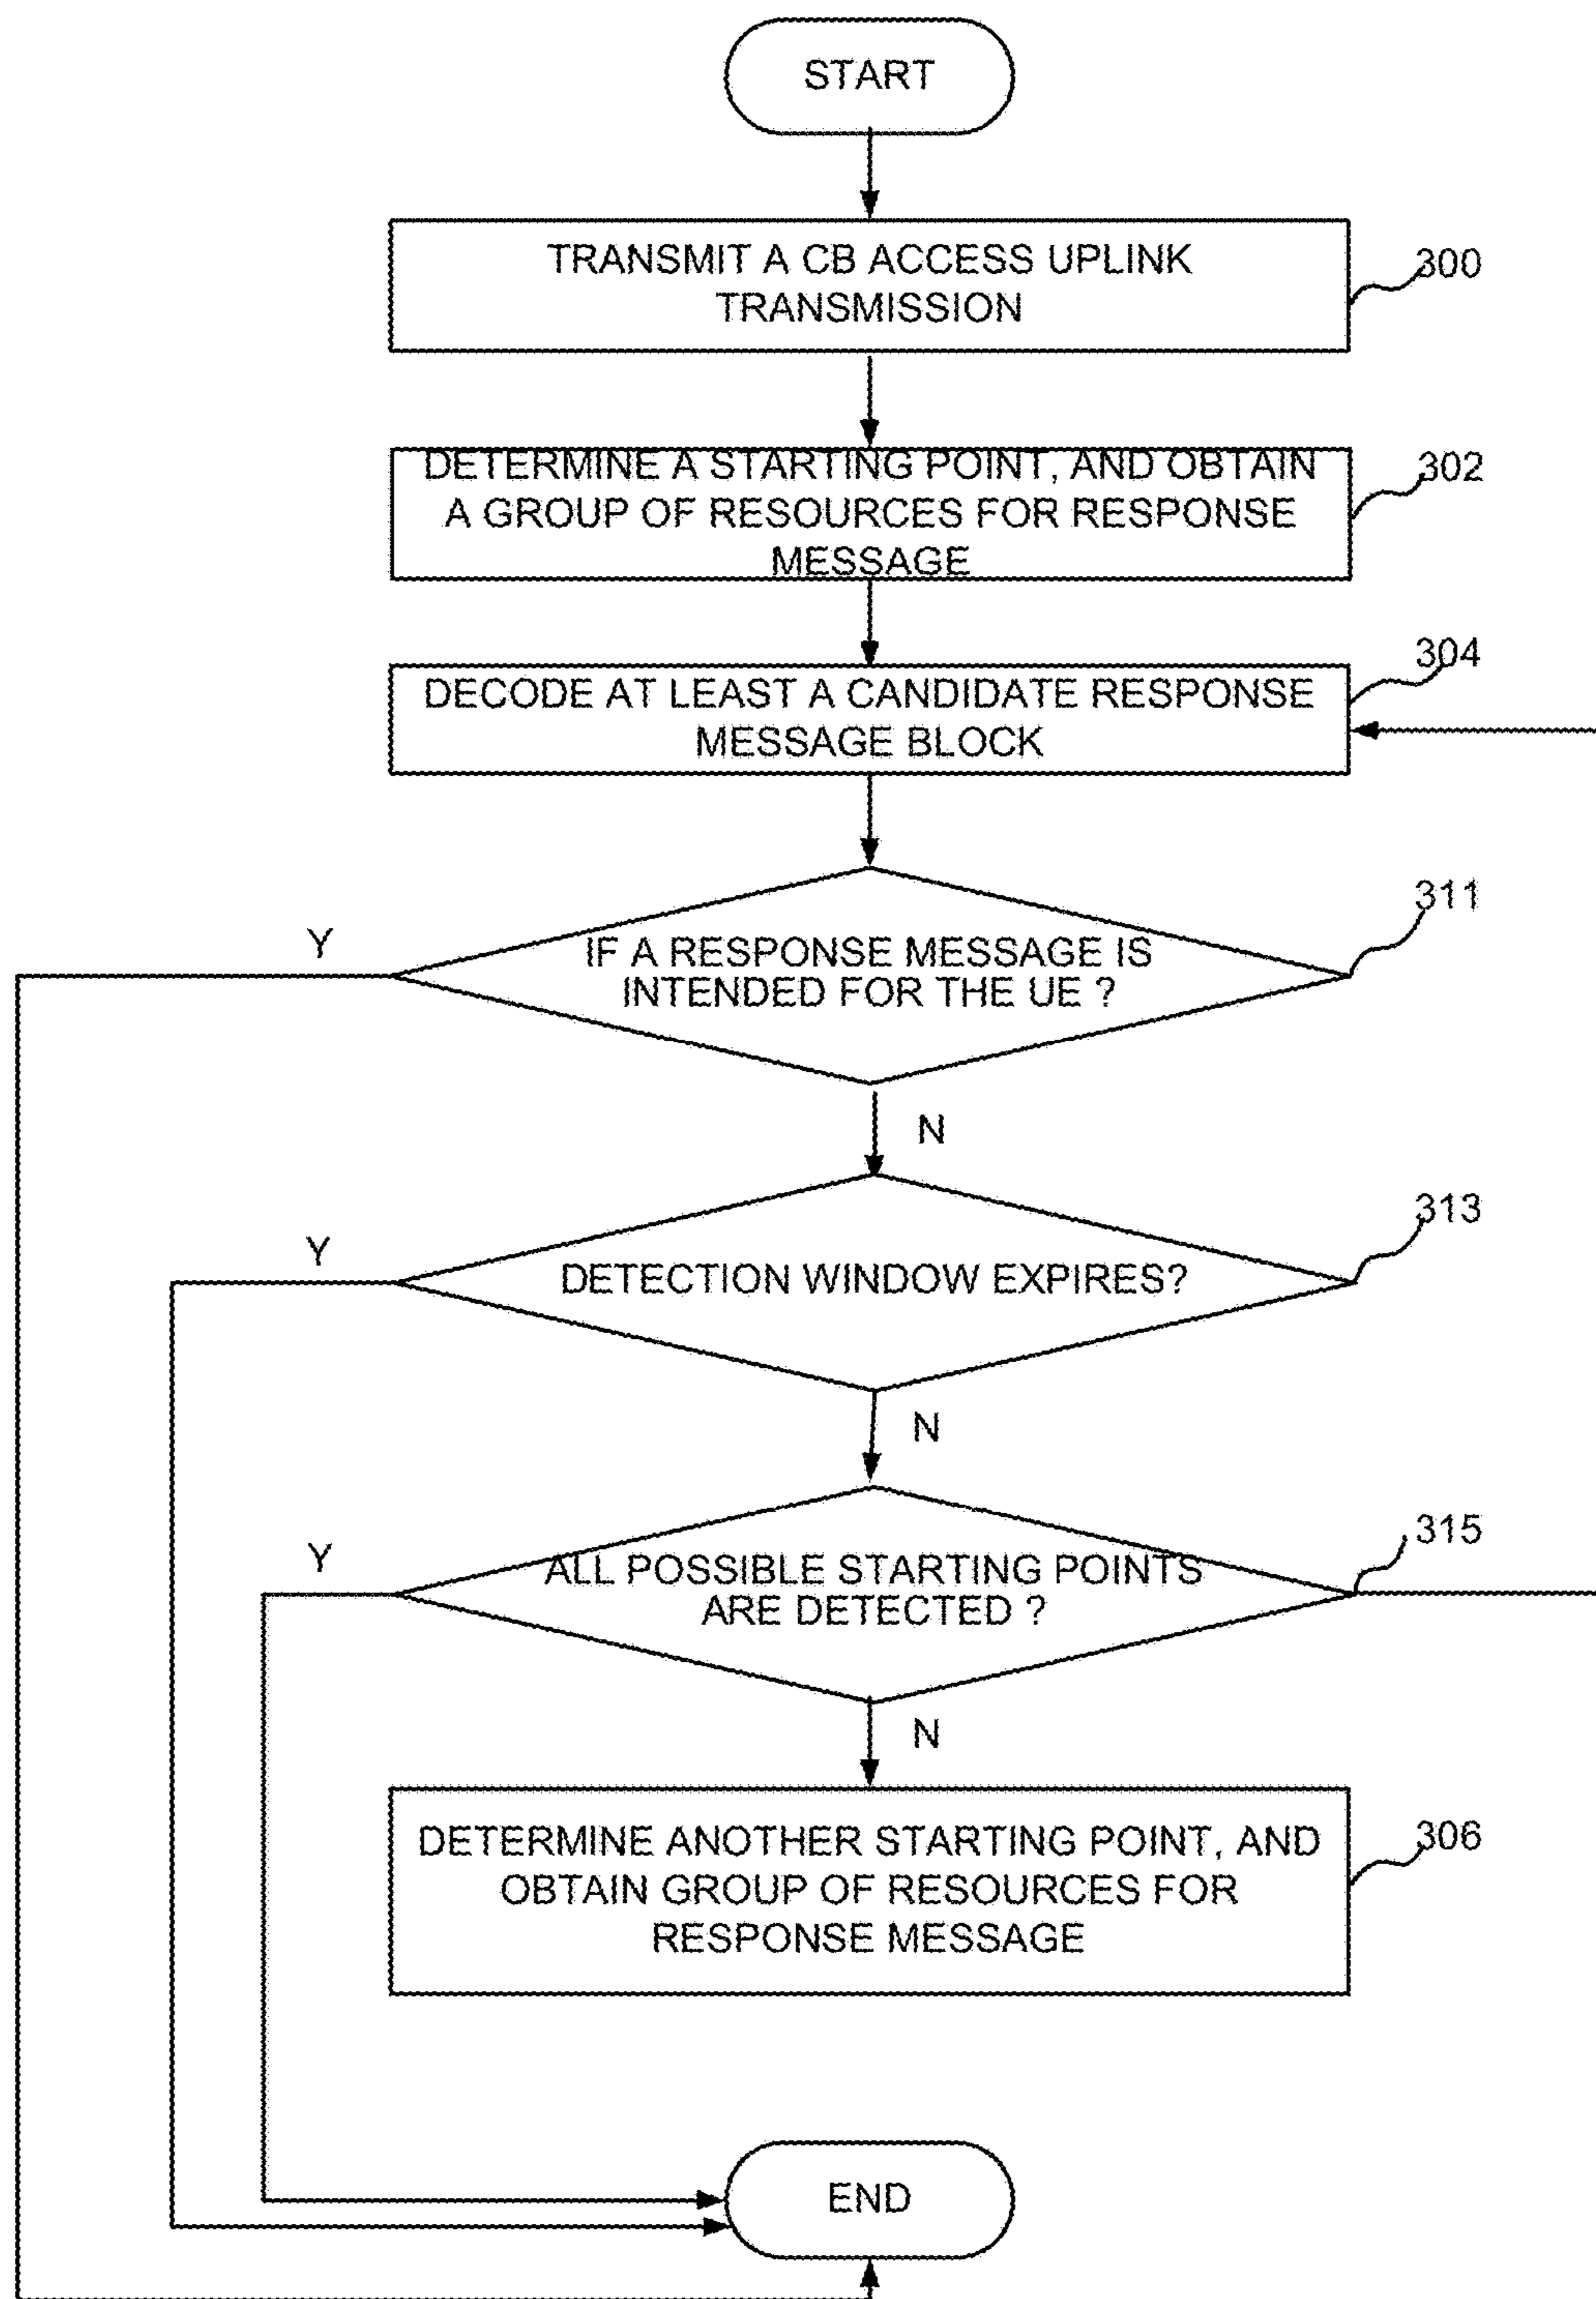 START
TRANSMIT A CB ACCESS UPLINK
TRANSMISSION
300
DETERMINE A STARTING POINT, AND OBTAIN
A GROUP OF RESOURCES FOR RESPONSE
MESSAGE
302
DECODE AT LEAST A CANDIDATE RESPONSE
MESSAGE BLOCK
304
IF A RESPONSE MESSAGE IS
INTENDED FOR THE UE ?
311
Y
N
DETECTION WINDOW EXPIRES?
313
Y
N
ALL POSSIBLE STARTING POINTS
ARE DETECTED ?
315
Y
N
DETERMINE ANOTHER STARTING POINT, AND
OBTAIN GROUP OF RESOURCES FOR
RESPONSE MESSAGE
306
END